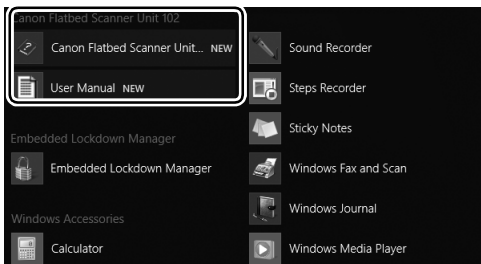 Canon Flatbed Scanner Unit 102
Canon Flatbed Scanner Unit... NEW
User Manual NEW
Embedded Lockdown Manager
Embedded Lockdown Manager
Windows Accessories
Calculator
Sound Recorder
Steps Recorder
Sticky Notes
Windows Fax and Scan
Windows Journal
Windows Media Player